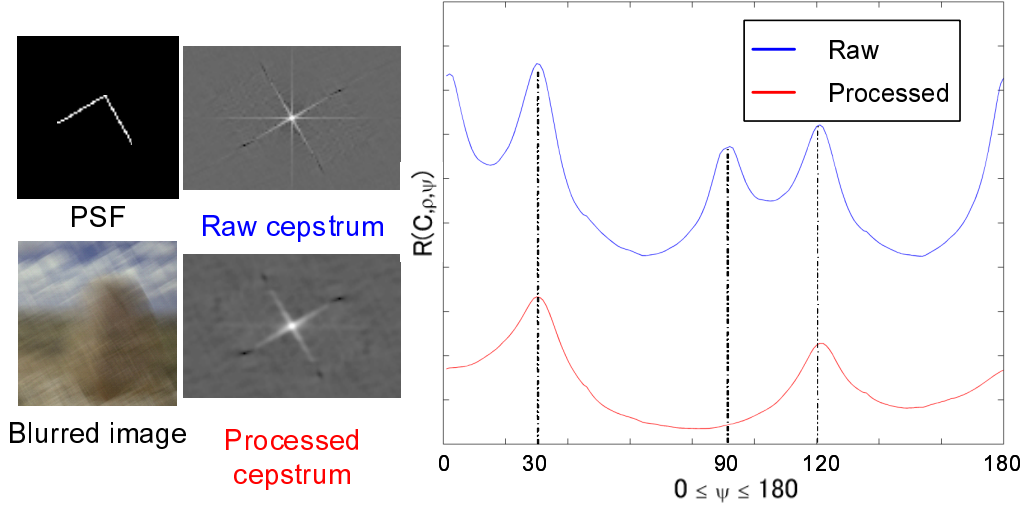 PSF
Raw cepstrum
Blurred image
Processed
cepstrum
Raw
Processed
R(C,ρ,ψ)
0 30 90 120 180
0 ≤ ψ ≤ 180